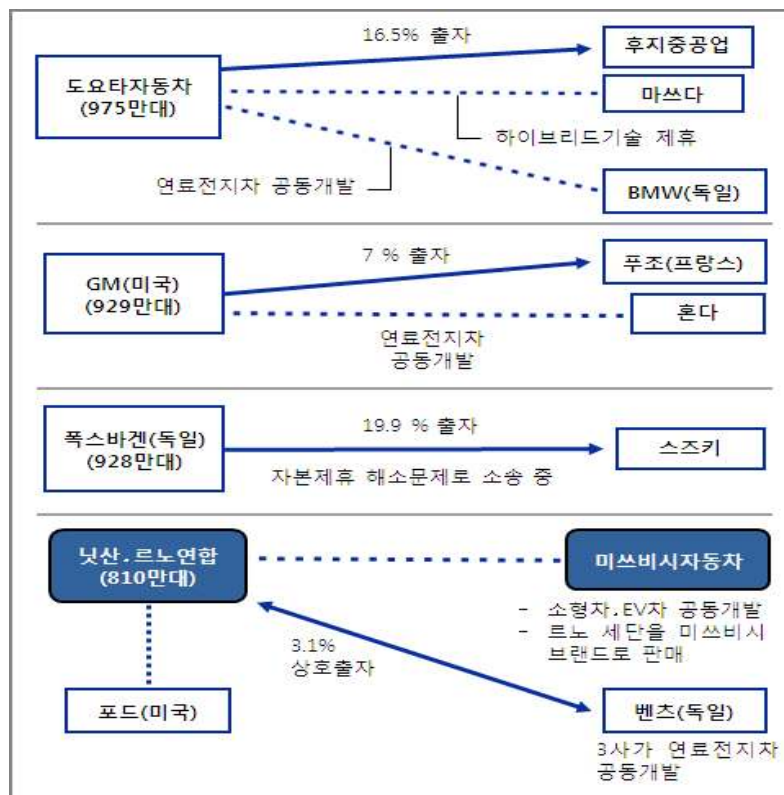 16.5% 출자
후지중공업
도요타자동차
(975만대)
마쓰다
하이브리드기술 제휴
연료전지차 공동개발
BMW(독일)
7 % 출자
푸조(프랑스)
GM(미국)
(929만대)
혼다
연료전지차
공동개발
19.9 % 출자
폭스바겐(독일)
(928만대)
스즈키
자본제휴 해소문제로 소송 중
닛산.르노연합
(810만대)
미쓰비시자동차
- 소형차.EV차 공동개발
- 르노 세단을 미쓰비시
브랜드로 판매
3.1%
상호출자
포드(미국)
벤츠(독일)
3사가 연료전지차
공동개발